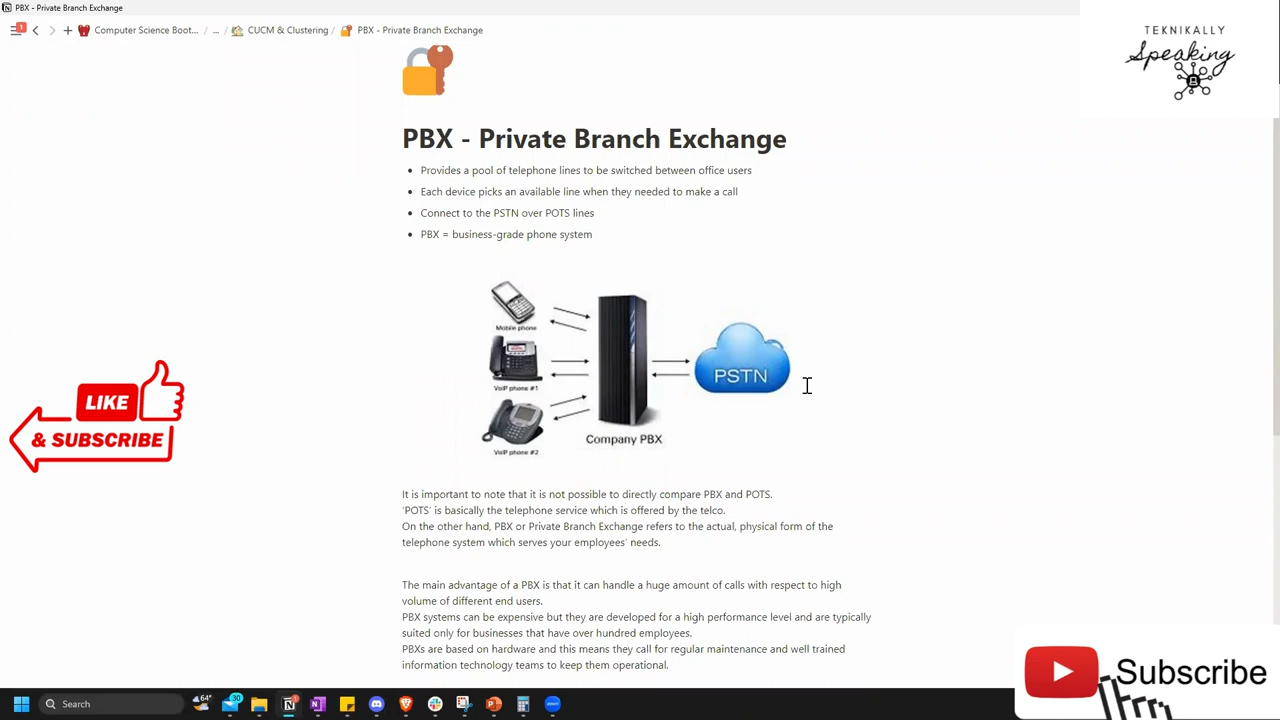 PBX - Private Branch Exchange
1
Computer Science Boot... / ... / CUCM & Clustering / PBX - Private Branch Exchange
TEKNIKALLY
Speaking
PBX - Private Branch Exchange
• Provides a pool of telephone lines to be switched between office users
• Each device picks an available line when they needed to make a call
• Connect to the PSTN over POTS lines
• PBX = business-grade phone system
Mobile phone
VoIP phone #1
VoIP phone #2
Company PBX
PSTN
LIKE
& SUBSCRIBE
It is important to note that it is not possible to directly compare PBX and POTS.
'POTS' is basically the telephone service which is offered by the telco.
On the other hand, PBX or Private Branch Exchange refers to the actual, physical form of the
telephone system which serves your employees' needs.
The main advantage of a PBX is that it can handle a huge amount of calls with respect to high
volume of different end users.
PBX systems can be expensive but they are developed for a high performance level and are typically
suited only for businesses that have over hundred employees.
PBXs are based on hardware and this means they call for regular maintenance and well trained
information technology teams to keep them operational.
Subscribe
Search
64°
30